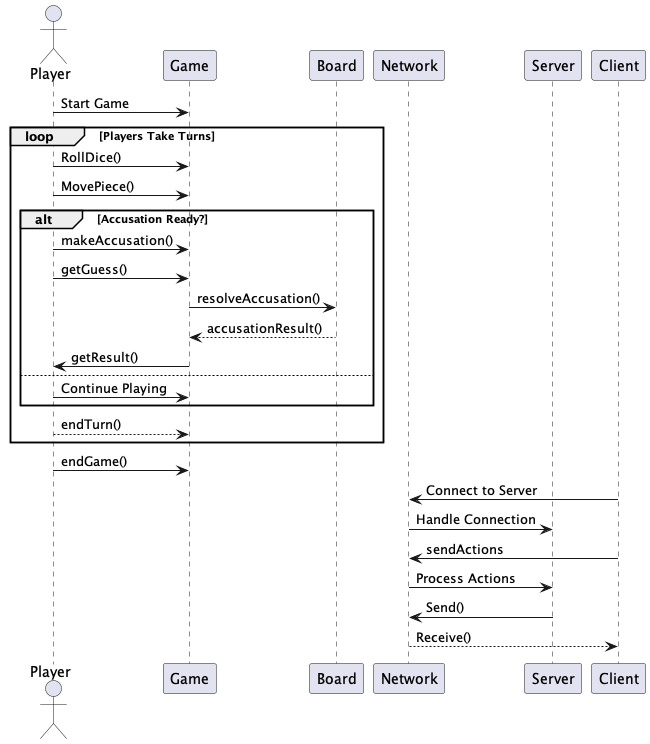 Player
Game
Board
Network
Server
Client
Start Game
loop [Players Take Turns]
RollDice()
MovePiece()
alt [Accusation Ready?]
makeAccusation()
getGuess()
resolveAccusation()
accusationResult()
getResult()
Continue Playing
endTurn()
endGame()
Connect to Server
Handle Connection
sendActions
Process Actions
Send()
Receive()
Player
Game
Board
Network
Server
Client